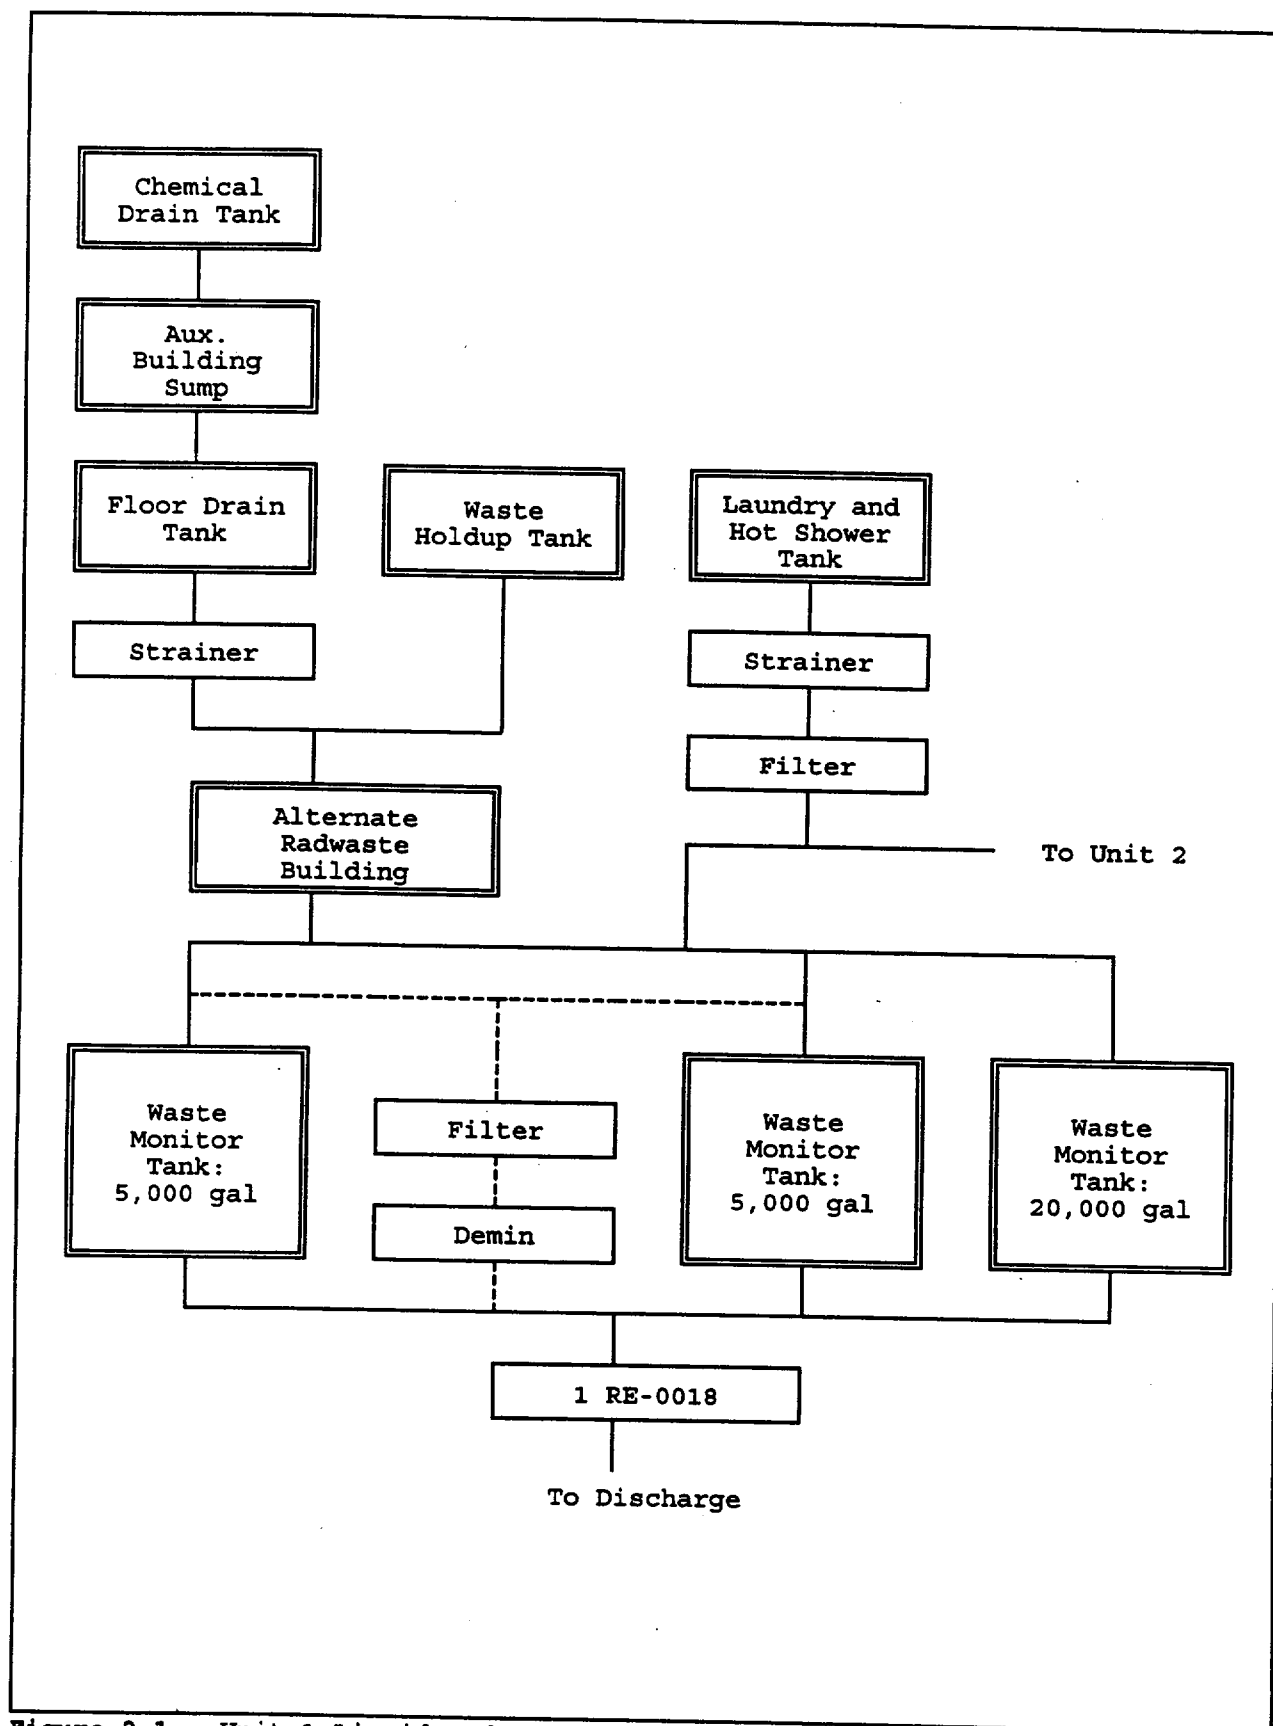 Chemical
Drain Tank
Aux.
Building
Sump
Floor Drain
Tank
Waste
Holdup Tank
Laundry and
Hot Shower
Tank
Strainer
Strainer
Filter
Alternate
Radwaste
Building
To Unit 2
Waste
Monitor
Tank:
5,000 gal
Filter
Demin
Waste
Monitor
Tank:
5,000 gal
Waste
Monitor
Tank:
20,000 gal
1 RE-0018
To Discharge